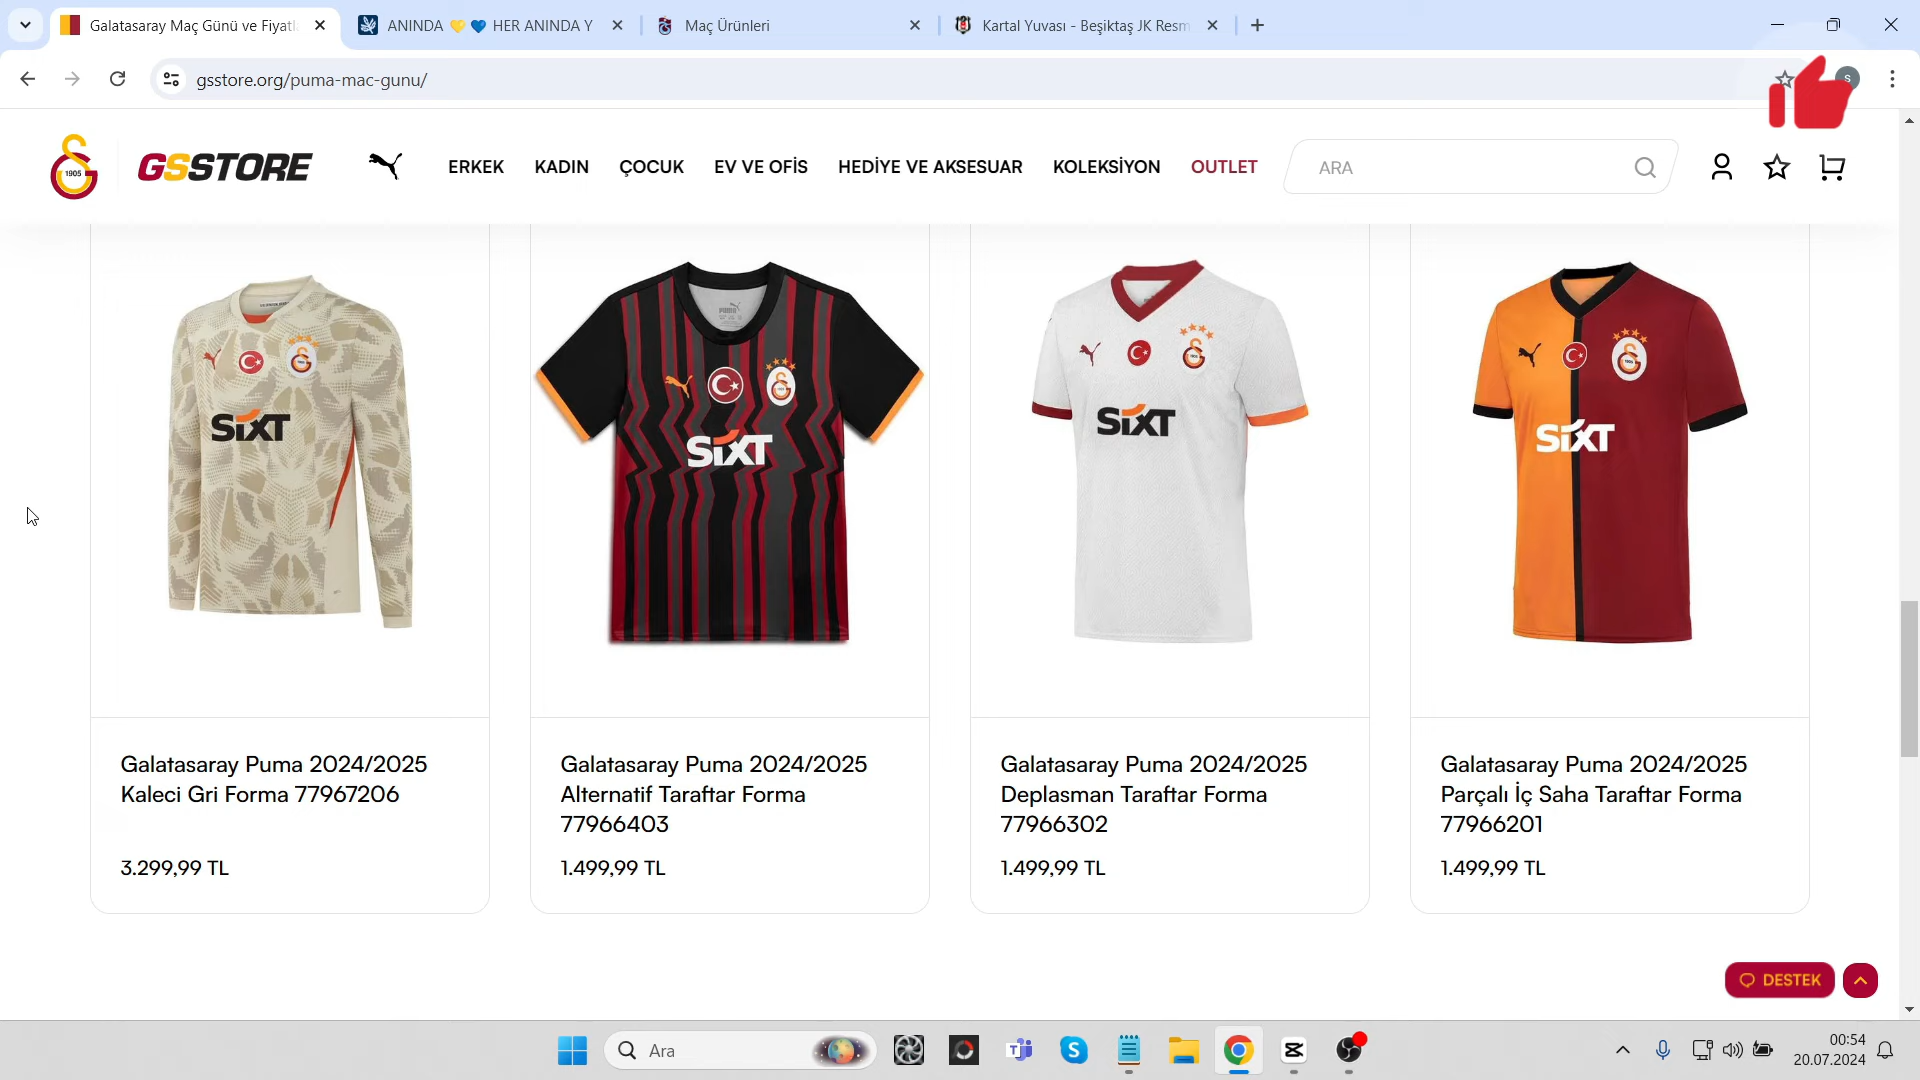 Galatasaray Maç Günü ve Fiyatla
ANINDA 💛💙 HER ANINDA Y
Maç Ürünleri
Kartal Yuvası - Beşiktaş JK Resm
gsstore.org/puma-mac-gunu/
S
1905
GSSTORE
ERKEK
KADIN
ÇOCUK
EV VE OFİS
HEDİYE VE AKSESUAR
KOLEKSİYON
OUTLET
ARA
SiXT
PUMA
SiXT
SiXT
SiXT
Galatasaray Puma 2024/2025
Kaleci Gri Forma 77967206
3.299,99 TL
Galatasaray Puma 2024/2025
Alternatif Taraftar Forma
77966403
1.499,99 TL
Galatasaray Puma 2024/2025
Deplasman Taraftar Forma
77966302
1.499,99 TL
Galatasaray Puma 2024/2025
Parçalı İç Saha Taraftar Forma
77966201
1.499,99 TL
DESTEK
Ara
00:54
20.07.2024